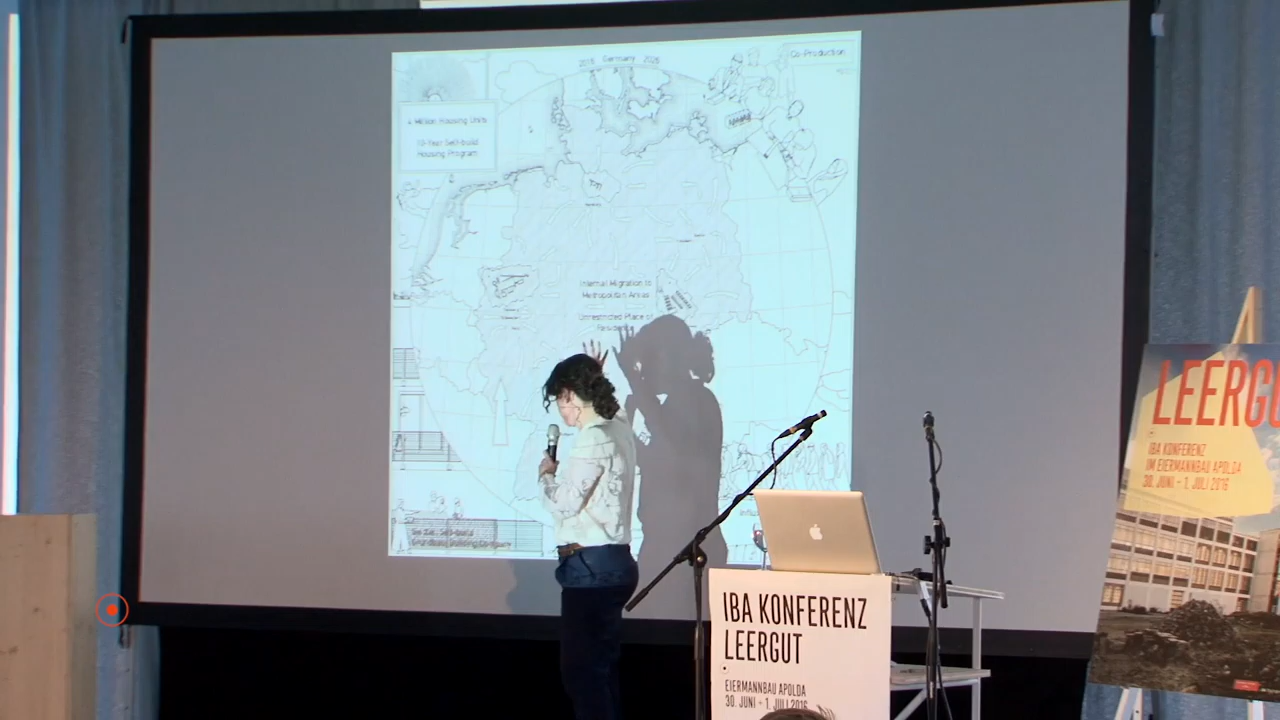 2016 Germany 2026
Co-Production
4 Million Housing Units
10-Year Self-build
Housing Program
Internal Migration to
Metropolitan Areas
Unrestricted Place of
Self-build
LEERGU
IBA KONFERENZ
IM EIERMANNBAU APOLDA
30. JUNI - 1. JULI 2016
IBA KONFERENZ
LEERGUT
EIERMANNBAU APOLDA
30. JUNI - 1. JULI 2016